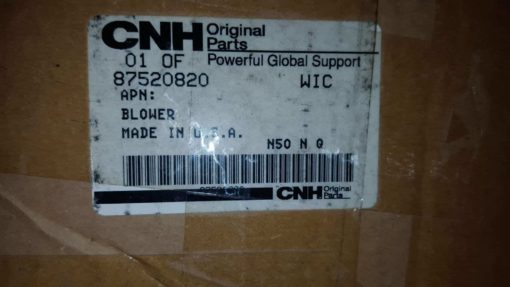 CNH Original Parts
01 OF Powerful Global Support
87520820 WIC
APN:
BLOWER
MADE IN U.S.A.
N50 N Q
CNH Original Parts